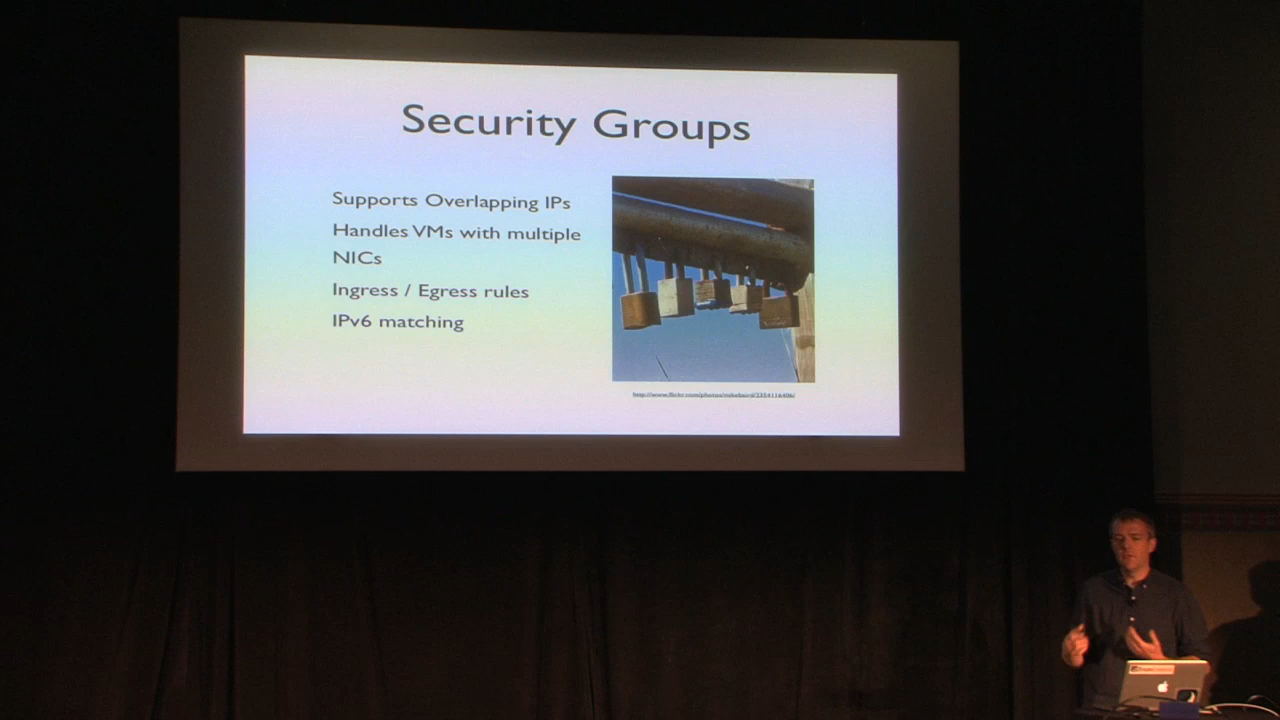 Security Groups
Supports Overlapping IPs
Handles VMs with multiple
NICs
Ingress / Egress rules
IPv6 matching